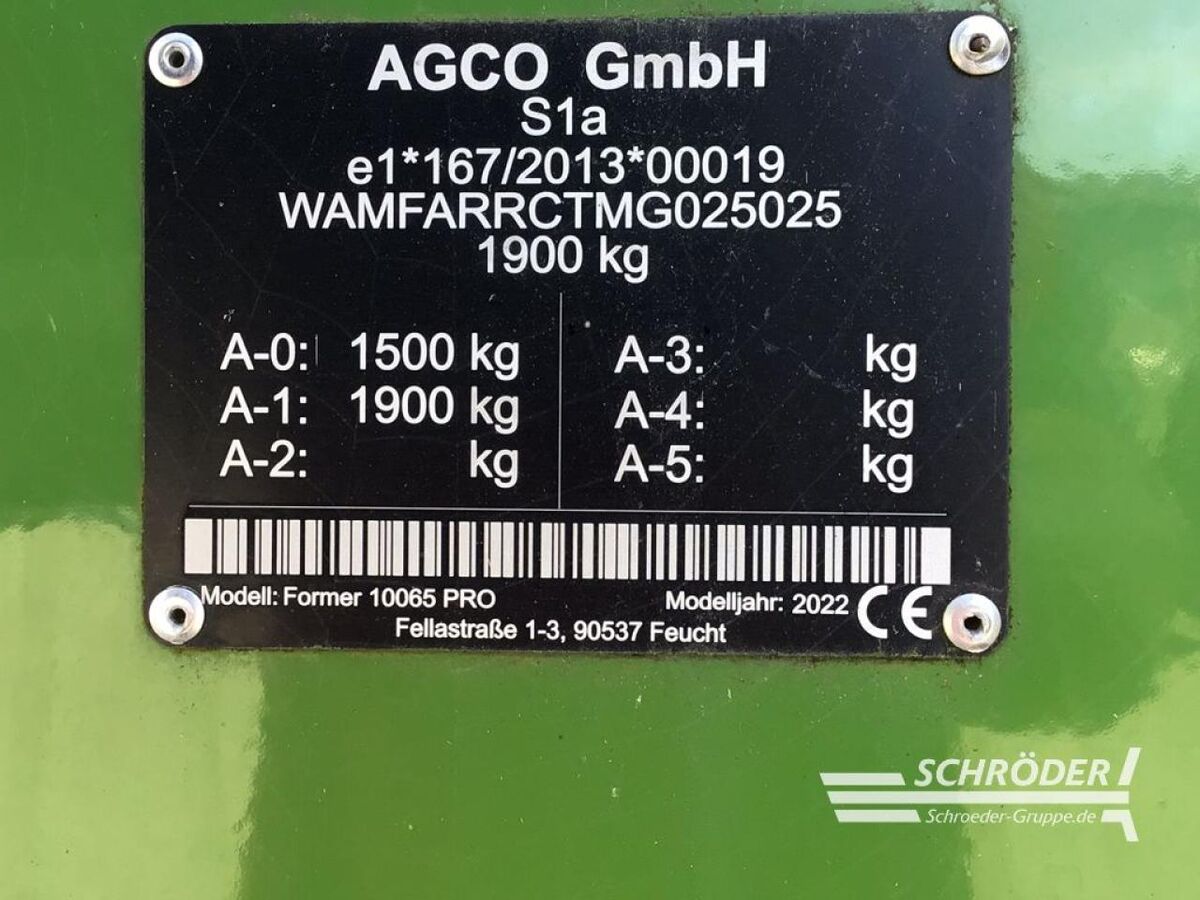 AGCO GmbH
S1a
e1*167/2013*00019
WAMFARRCTMG025025
1900 kg
A-0: 1500 kg
A-1: 1900 kg
A-2: kg
A-3: kg
A-4: kg
A-5: kg
Modell: Former 10065 PRO
Modelljahr: 2022
CE
Fellastraße 1-3, 90537 Feucht
SCHRÖDER
Schroeder-Gruppe.de